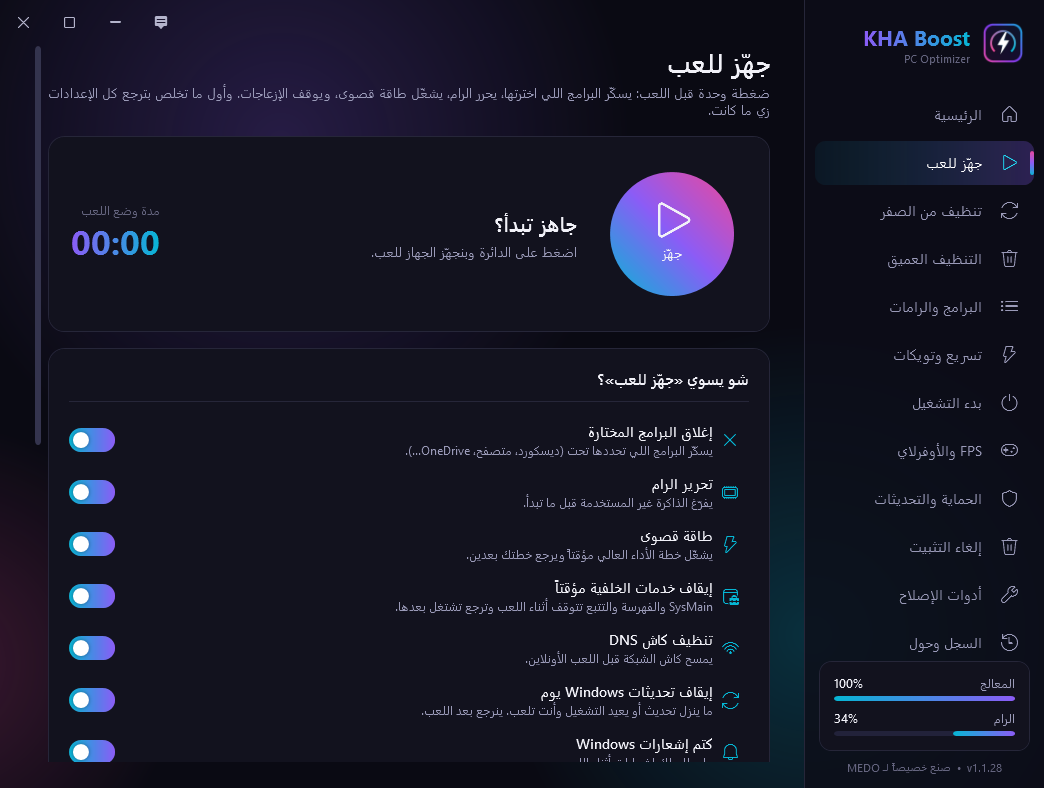 KHA Boost
PC Optimizer
الرئيسية
جهّز للعب
تنظيف من الصفر
التنظيف العميق
البرامج والرامات
تسريع وتويكات
بدء التشغيل
FPS والأوفرلاي
الحماية والتحديثات
إلغاء التثبيت
أدوات الإصلاح
السجل وحول
المعالج 100%
الرام 34%
صنع خصيصاً لـ MEDO • v1.1.28
جهّز للعب
ضغطة وحدة قبل اللعب: يسكّر البرامج اللي اخترتها، يحرر الرام، يشغّل طاقة قصوى، ويوقف الإزعاجات. وأول ما تخلص بترجع كل الإعدادات
زي ما كانت.
جهّز
جاهز تبدأ؟
اضغط على الدائرة وبنجهّز الجهاز للعب.
مدة وضع اللعب
00:00
شو يسوي «جهّز للعب»؟
إغلاق البرامج المختارة
يسكّر البرامج اللي تحددها تحت (ديسكورد، متصفح، OneDrive...).
تحرير الرام
يفرّغ الذاكرة غير المستخدمة قبل ما تبدأ.
طاقة قصوى
يشغّل خطة الأداء العالي مؤقتاً ويرجع خطتك بعدين.
إيقاف خدمات الخلفية مؤقتاً
SysMain والفهرسة والتتبع تتوقف أثناء اللعب وترجع تشتغل بعدها.
تنظيف كاش DNS
يمسح كاش الشبكة قبل اللعب الأونلاين.
إيقاف تحديثات Windows يوم
ما ينزل تحديث أو يعيد التشغيل وأنت تلعب. ينرجع بعد اللعب.
كتم إشعارات Windows